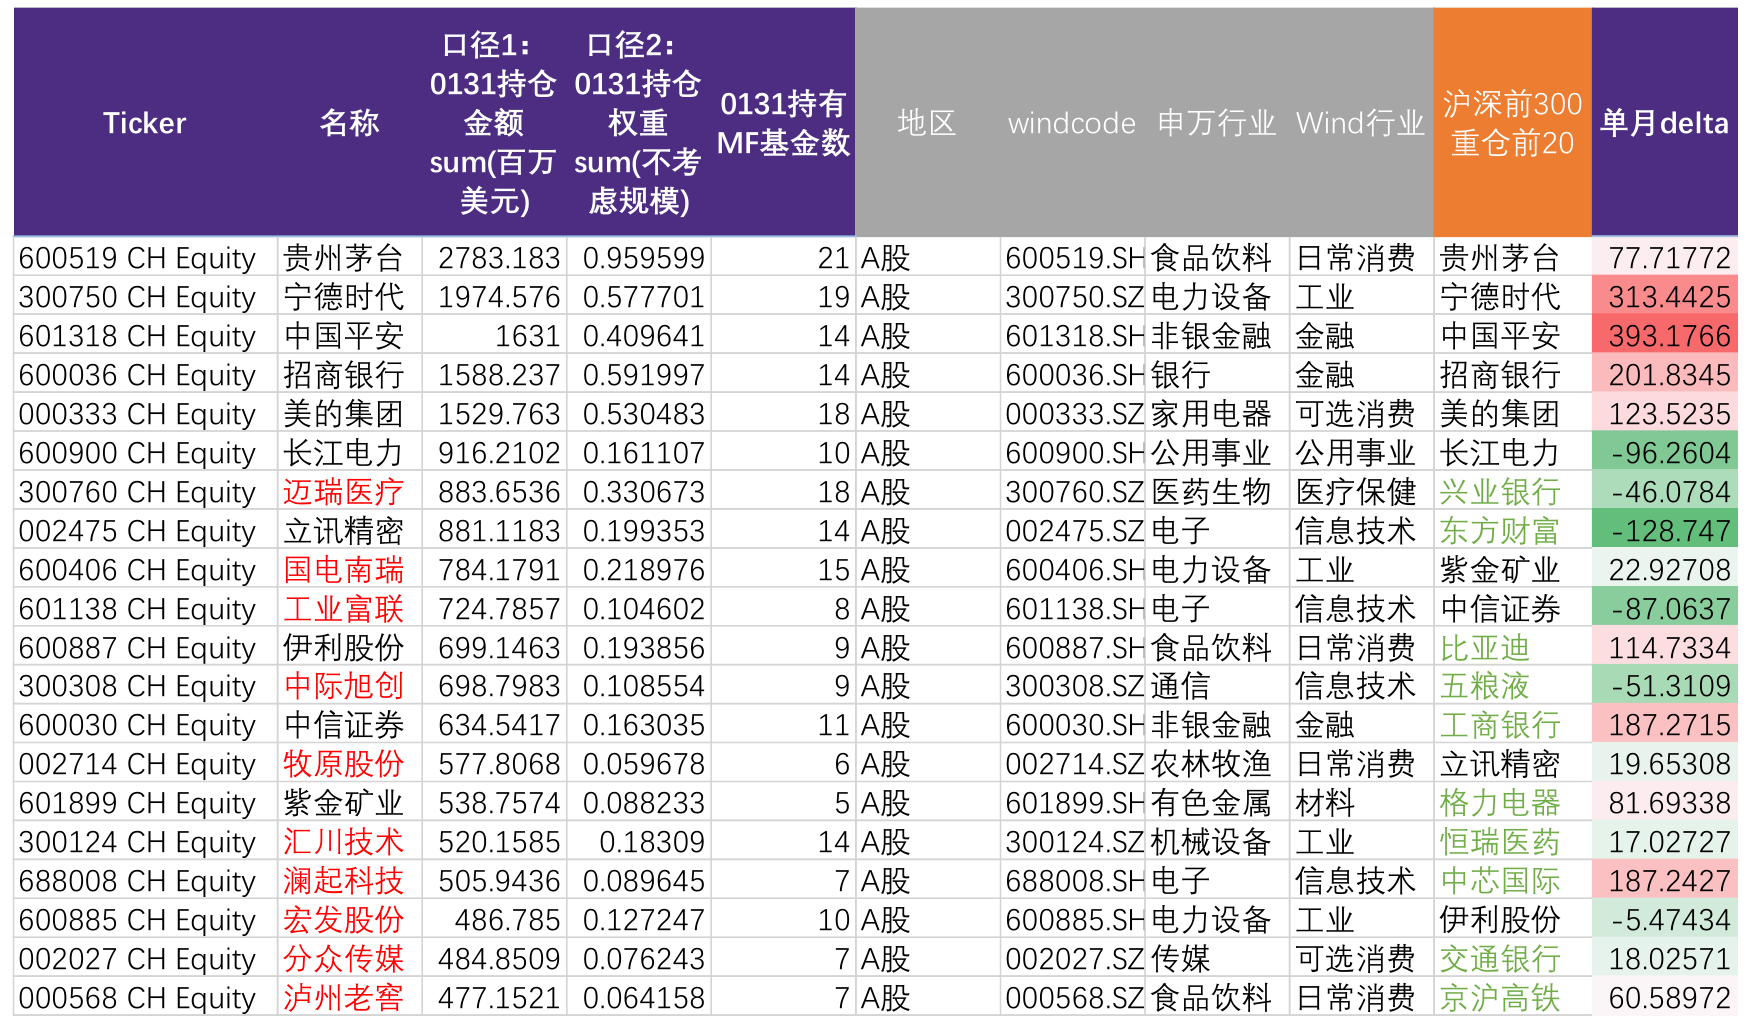 Ticker 名称 口径1：0131持仓金额sum(百万美元) 口径2：0131持仓权重sum(不考虑规模) 0131持有MF基金数 地区 windcode 申万行业 Wind行业 沪深前300重仓前20 单月delta
600519 CH Equity 贵州茅台 2783.183 0.959599 21 A股 600519.SH 食品饮料 日常消费 贵州茅台 77.71772
300750 CH Equity 宁德时代 1974.576 0.577701 19 A股 300750.SZ 电力设备 工业 宁德时代 313.4425
601318 CH Equity 中国平安 1631 0.409641 14 A股 601318.SH 非银金融 金融 中国平安 393.1766
600036 CH Equity 招商银行 1588.237 0.591997 14 A股 600036.SH 银行 金融 招商银行 201.8345
000333 CH Equity 美的集团 1529.763 0.530483 18 A股 000333.SZ 家用电器 可选消费 美的集团 123.5235
600900 CH Equity 长江电力 916.2102 0.161107 10 A股 600900.SH 公用事业 公用事业 长江电力 -96.2604
300760 CH Equity 迈瑞医疗 883.6536 0.330673 18 A股 300760.SZ 医药生物 医疗保健 兴业银行 -46.0784
002475 CH Equity 立讯精密 881.1183 0.199353 14 A股 002475.SZ 电子 信息技术 东方财富 -128.747
600406 CH Equity 国电南瑞 784.1791 0.218976 15 A股 600406.SH 电力设备 工业 紫金矿业 22.92708
601138 CH Equity 工业富联 724.7857 0.104602 8 A股 601138.SH 电子 信息技术 中信证券 -87.0637
600887 CH Equity 伊利股份 699.1463 0.193856 9 A股 600887.SH 食品饮料 日常消费 比亚迪 114.7334
300308 CH Equity 中际旭创 698.7983 0.108554 9 A股 300308.SZ 通信 信息技术 五粮液 -51.3109
600030 CH Equity 中信证券 634.5417 0.163035 11 A股 600030.SH 非银金融 金融 工商银行 187.2715
002714 CH Equity 牧原股份 577.8068 0.059678 6 A股 002714.SZ 农林牧渔 日常消费 立讯精密 19.65308
601899 CH Equity 紫金矿业 538.7574 0.088233 5 A股 601899.SH 有色金属 材料 格力电器 81.69338
300124 CH Equity 汇川技术 520.1585 0.18309 14 A股 300124.SZ 机械设备 工业 恒瑞医药 17.02727
688008 CH Equity 澜起科技 505.9436 0.089645 7 A股 688008.SH 电子 信息技术 中芯国际 187.2427
600885 CH Equity 宏发股份 486.785 0.127247 10 A股 600885.SH 电力设备 工业 伊利股份 -5.47434
002027 CH Equity 分众传媒 484.8509 0.076243 7 A股 002027.SZ 传媒 可选消费 交通银行 18.02571
000568 CH Equity 泸州老窖 477.1521 0.064158 7 A股 000568.SZ 食品饮料 日常消费 京沪高铁 60.58972